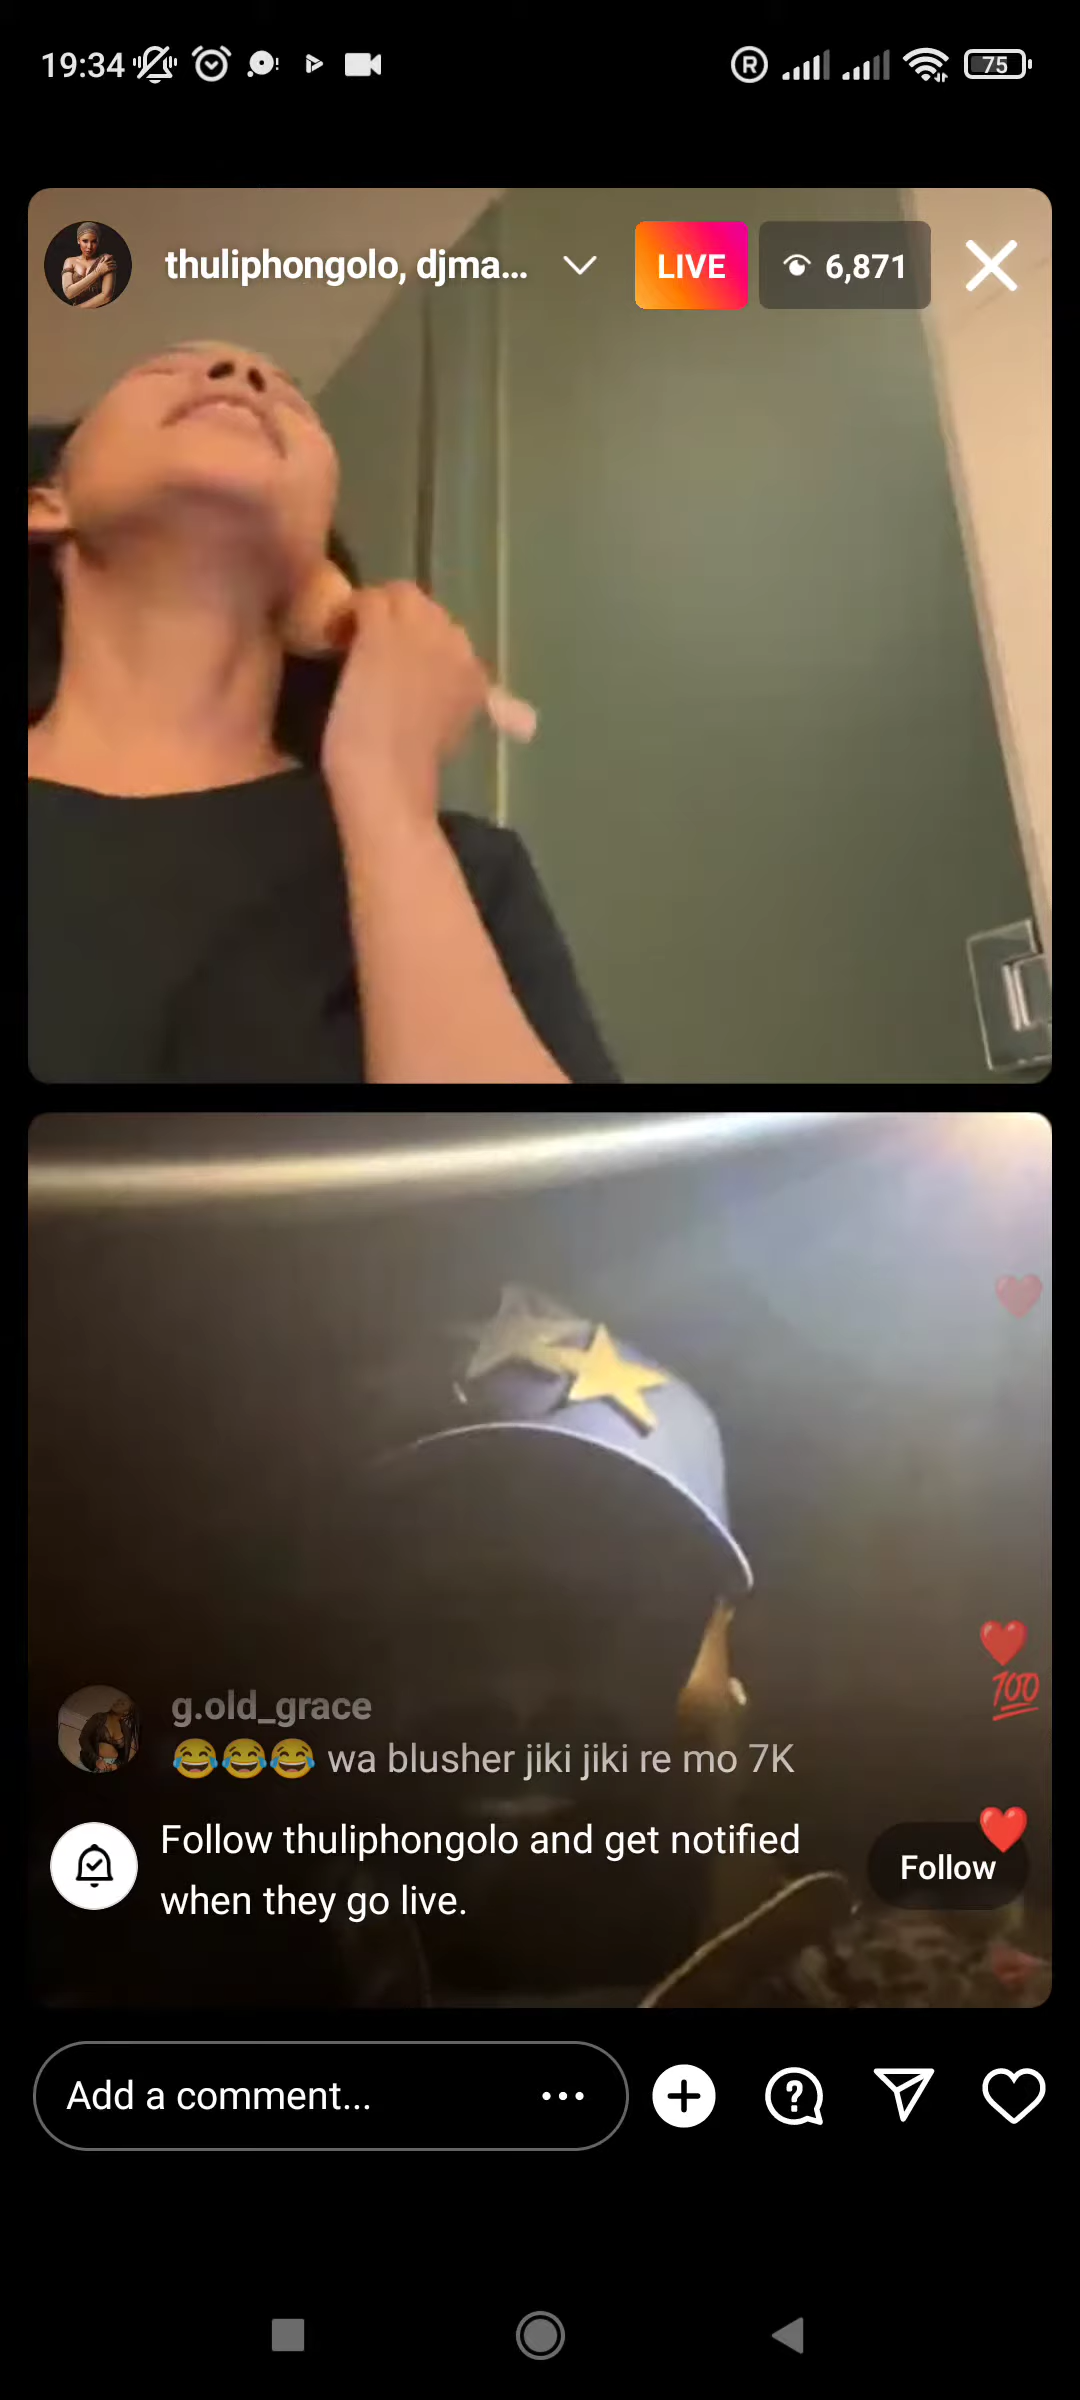 19:34
R
75
thuliphongolo, djma...
LIVE
6,871
g.old_grace
😂😂😂 wa blusher jiki jiki re mo 7K
💯
Follow thuliphongolo and get notified
when they go live.
Follow
Add a comment...